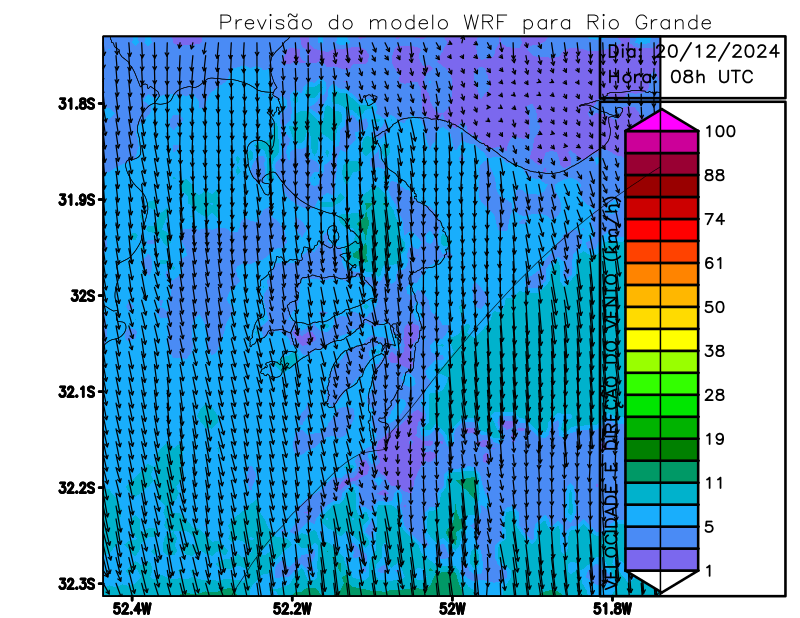 Previsão do modelo WRF para Rio Grande
Dia: 20/12/2024
Hora: 08h UTC
31.8S
31.9S
32S
32.1S
32.2S
32.3S
52.4W
52.2W
52W
51.8W
VELOCIDADE E DIREÇÃO DO VENTO (km/h)
100
88
74
61
50
38
28
19
11
5
1